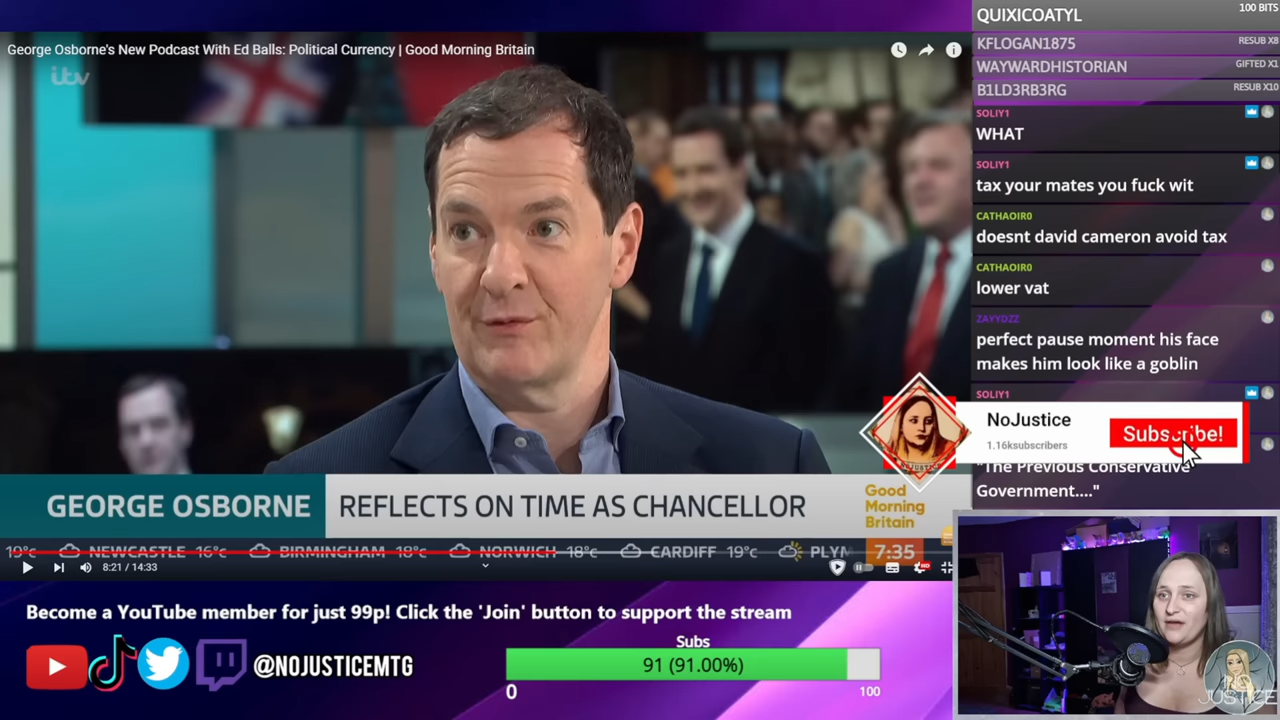 George Osborne's New Podcast With Ed Balls: Political Currency | Good Morning Britain
itv
QUIXICOATYL
100 BITS
KFLOGAN1875
RESUB X8
WAYWARDHISTORIAN
GIFTED X1
B1LD3RB3RG
RESUB X10
SOLIY1
WHAT
SOLIY1
tax your mates you fuck wit
CATHAOIR0
doesnt david cameron avoid tax
CATHAOIR0
lower vat
ZAYYDZZ
perfect pause moment his face
makes him look like a goblin
SOLIY1
NoJustice
1.16ksubscribers
Subscribe!
NOJUSTICE
"The Previous Conservative
Government...."
GEORGE OSBORNE
REFLECTS ON TIME AS CHANCELLOR
Good
Morning
Britain
19°c NEWCASTLE 16°c BIRMINGHAM 18°c NORWICH 18°c CARDIFF 19°c PLYM
7:35
8:21 / 14:33
HD
Become a YouTube member for just 99p! Click the 'Join' button to support the stream
@NOJUSTICEMTG
Subs
91 (91.00%)
0
100
JUSTICE